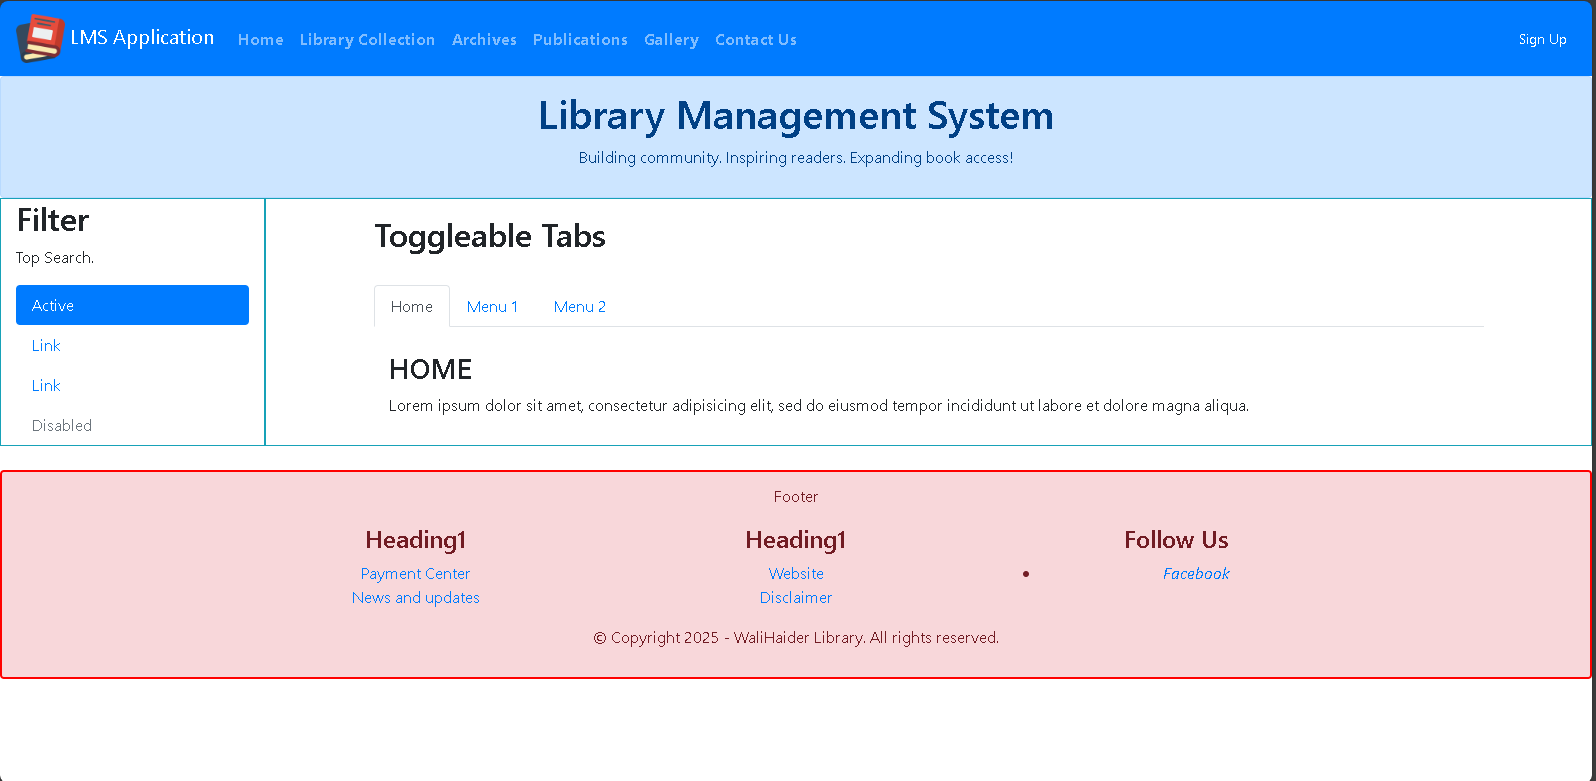 LMS Application Home Library Collection Archives Publications Gallery Contact Us Sign Up
Library Management System
Building community. Inspiring readers. Expanding book access!
Filter
Top Search.
Active
Link
Link
Disabled
Toggleable Tabs
Home Menu 1 Menu 2
HOME
Lorem ipsum dolor sit amet, consectetur adipisicing elit, sed do eiusmod tempor incididunt ut labore et dolore magna aliqua.
Footer
Heading1
Payment Center
News and updates
Heading1
Website
Disclaimer
Follow Us
• Facebook
© Copyright 2025 - WaliHaider Library. All rights reserved.